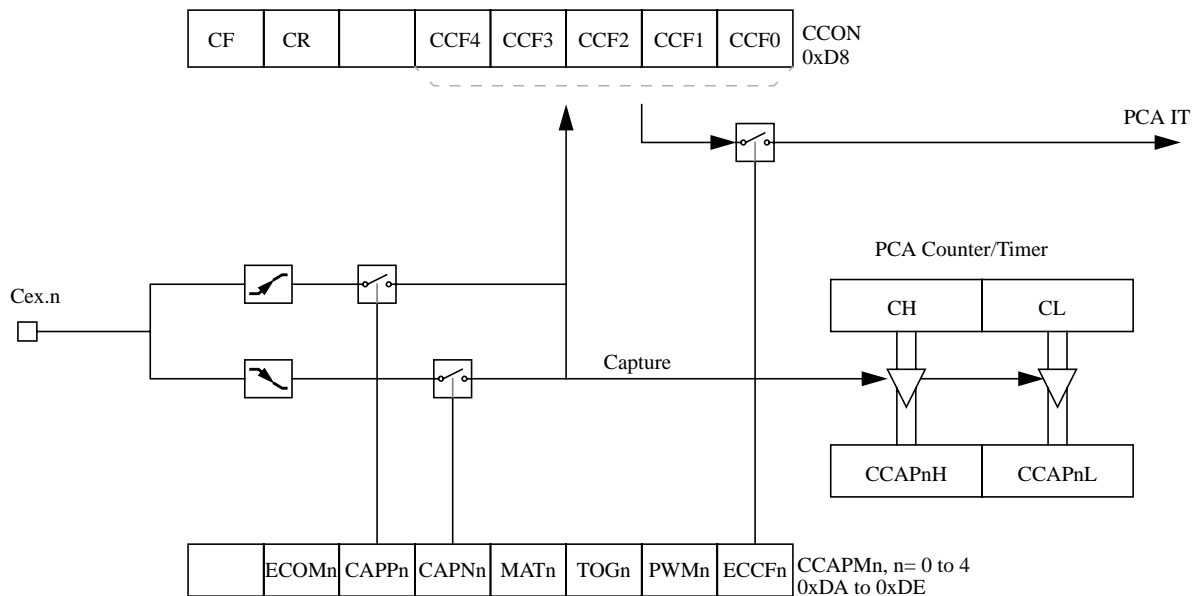 CF CR CCF4 CCF3 CCF2 CCF1 CCF0 CCON
0xD8
PCA IT
PCA Counter/Timer
Cex.n
CH CL
Capture
CCAPnH CCAPnL
ECOMn CAPPn CAPNn MATn TOGn PWMn ECCFn CCAPMn, n= 0 to 4
0xDA to 0xDE